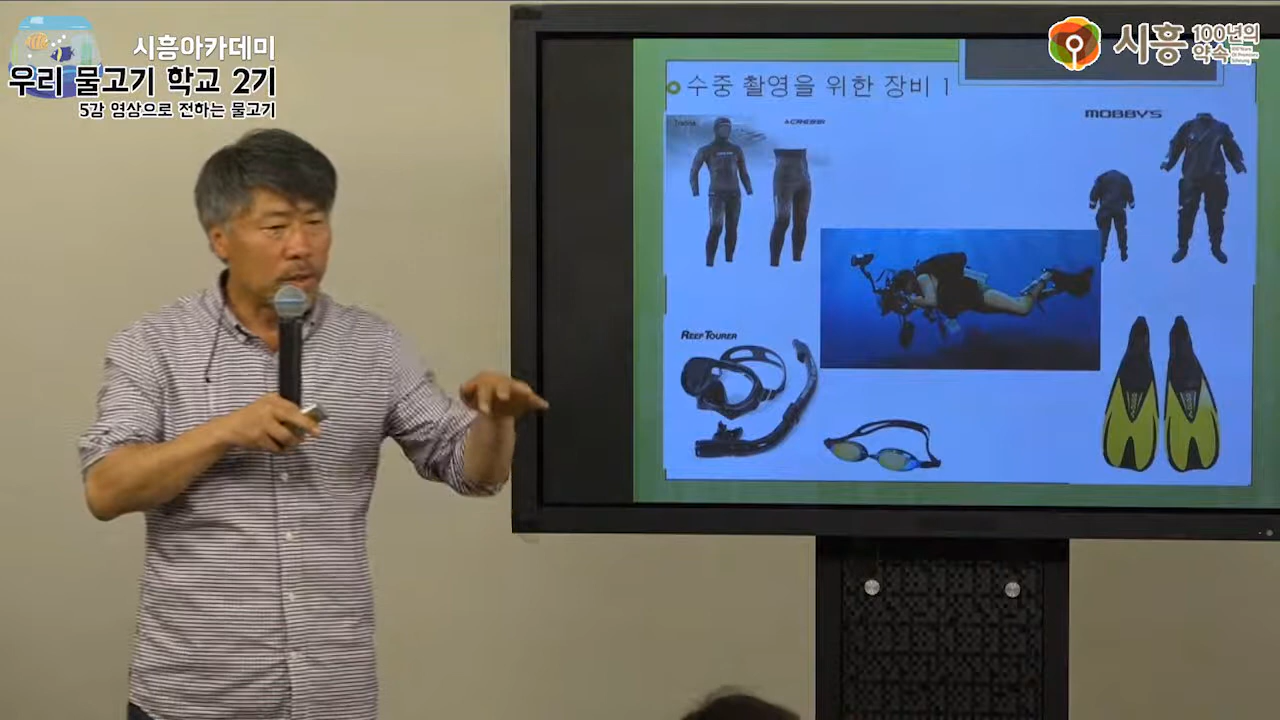 시흥아카데미
우리 물고기 학교 2기
5강 영상으로 전하는 물고기
시흥
100년의
약속
수중 촬영을 위한 장비 1
MOBBY'S
REEF TOURER